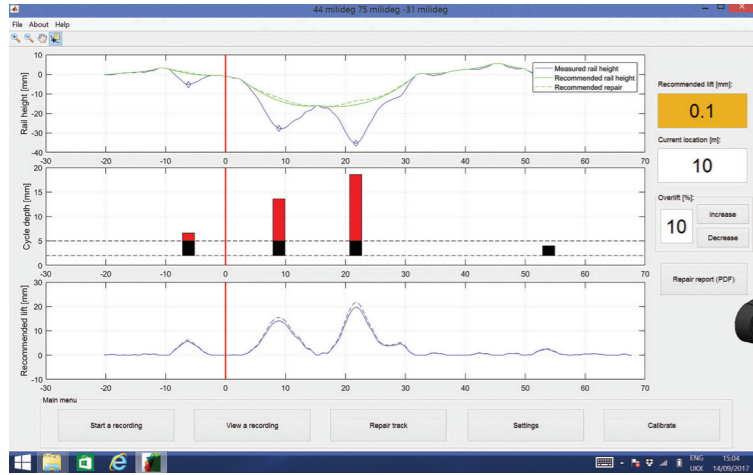 44 milideg 75 milideg -31 milideg
File About Help
10
0
-10
-20
-30
-40
Rail height [mm]
Measured rail height
Recommended rail height
Recommended repair
-30 -20 -10 0 10 20 30 40 50 60 70
20
15
10
5
0
Cycle depth [mm]
-30 -20 -10 0 10 20 30 40 50 60 70
30
20
10
0
-10
Recommended lift [mm]
-30 -20 -10 0 10 20 30 40 50 60 70
Recommended lift [mm]:
0.1
Current location [m]:
10
Overlift [%]:
10
Increase
Decrease
Repair report (PDF)
Main menu
Start a recording View a recording Repair track Settings Calibrate
ENG 15:04
UKX 14/09/2017